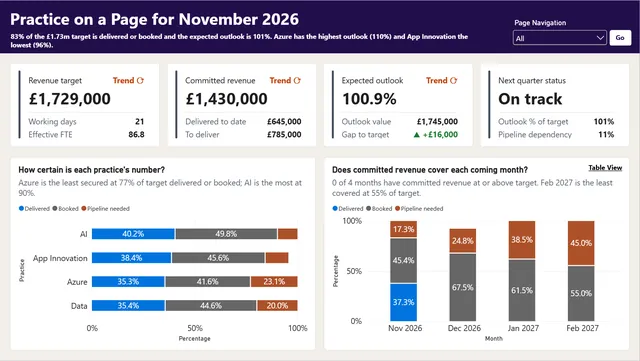 Practice on a Page for November 2026
83% of the £1.73m target is delivered or booked and the expected outlook is 101%. Azure has the highest outlook (110%) and App Innovation the
lowest (96%).
Page Navigation
All
Go
Revenue target
Trend
£1,729,000
Working days 21
Effective FTE 86.8
Committed revenue
Trend
£1,430,000
Delivered to date £645,000
To deliver £785,000
Expected outlook
Trend
100.9%
Outlook value £1,745,000
Gap to target ▲ +£16,000
Next quarter status
On track
Outlook % of target 101%
Pipeline dependency 11%
How certain is each practice's number?
Azure is the least secured at 77% of target delivered or booked; AI is the most at
90%.
Delivered Booked Pipeline needed
Practice
AI 40.2% 49.8%
App Innovation 38.4% 45.6%
Azure 35.3% 41.6% 23.1%
Data 35.4% 44.6% 20.0%
0% 50% 100%
Percentage
Does committed revenue cover each coming month?
Table View
0 of 4 months have committed revenue at or above target. Feb 2027 is the least
covered at 55% of target.
Delivered Booked Pipeline needed
Percentage
100%
50%
0%
17.3% 24.8% 38.5% 45.0%
45.4% 67.5% 61.5% 55.0%
37.3%
Nov 2026 Dec 2026 Jan 2027 Feb 2027
Month